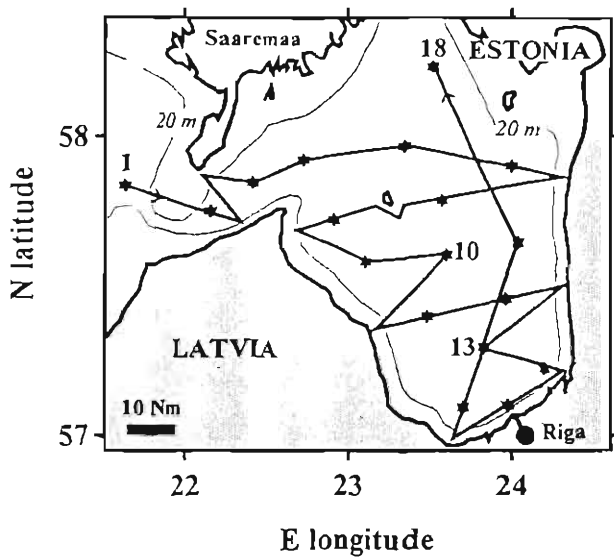 Saaremaa
18
ESTONIA
20 m
20 m
58
1
N latitude
10
LATVIA
13
10 Nm
Riga
57
22
23
24
E longitude